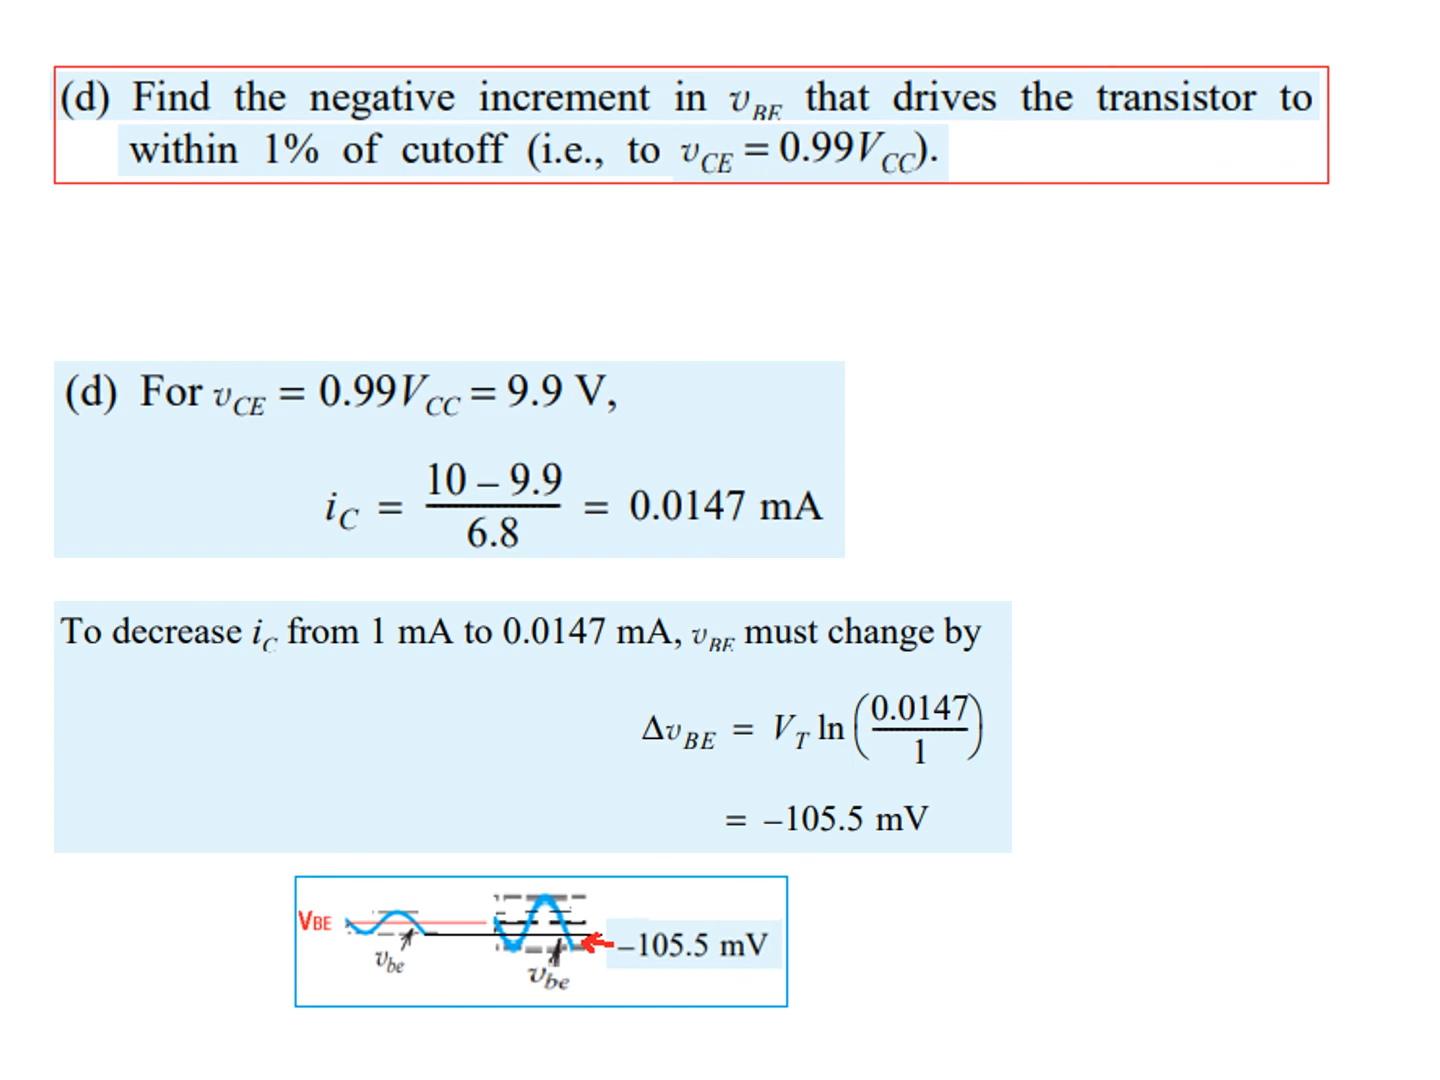 (d) Find the negative increment in v_BE that drives the transistor to
within 1% of cutoff (i.e., to v_CE = 0.99V_CC).
(d) For v_CE = 0.99V_CC = 9.9 V,
i_C = (10 – 9.9)/6.8 = 0.0147 mA
To decrease i_C from 1 mA to 0.0147 mA, v_BE must change by
Δv_BE = V_T ln(0.0147/1)
= –105.5 mV
VBE
v_be
v_be
–105.5 mV